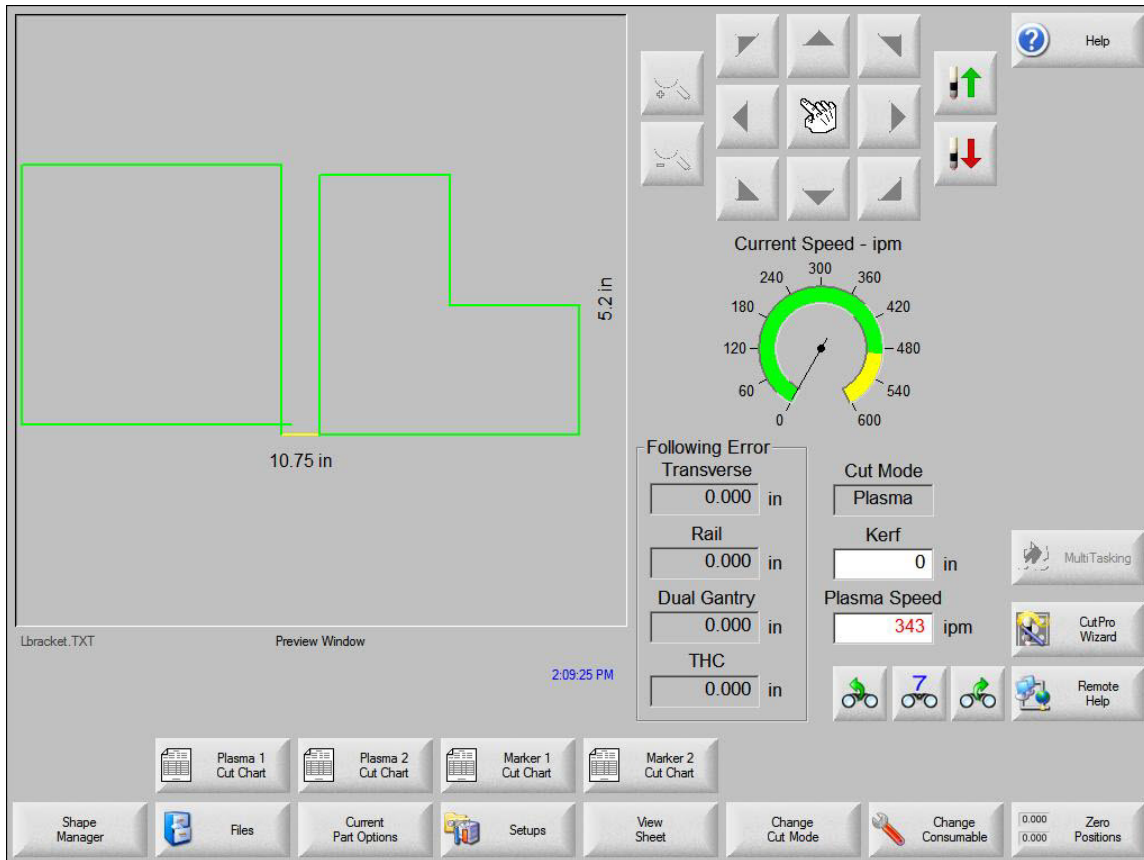 Help
Current Speed - ipm
0
60
120
180
240
300
360
420
480
540
600
5.2 in
10.75 in
Lbracket.TXT
Preview Window
2:09:25 PM
Following Error
Transverse
0.000 in
Rail
0.000 in
Dual Gantry
0.000 in
THC
0.000 in
Cut Mode
Plasma
Kerf
0 in
Plasma Speed
343 ipm
7
MultiTasking
CutPro
Wizard
Remote
Help
Plasma 1
Cut Chart
Plasma 2
Cut Chart
Marker 1
Cut Chart
Marker 2
Cut Chart
Shape
Manager
Files
Current
Part Options
Setups
View
Sheet
Change
Cut Mode
Change
Consumable
0.000
0.000
Zero
Positions